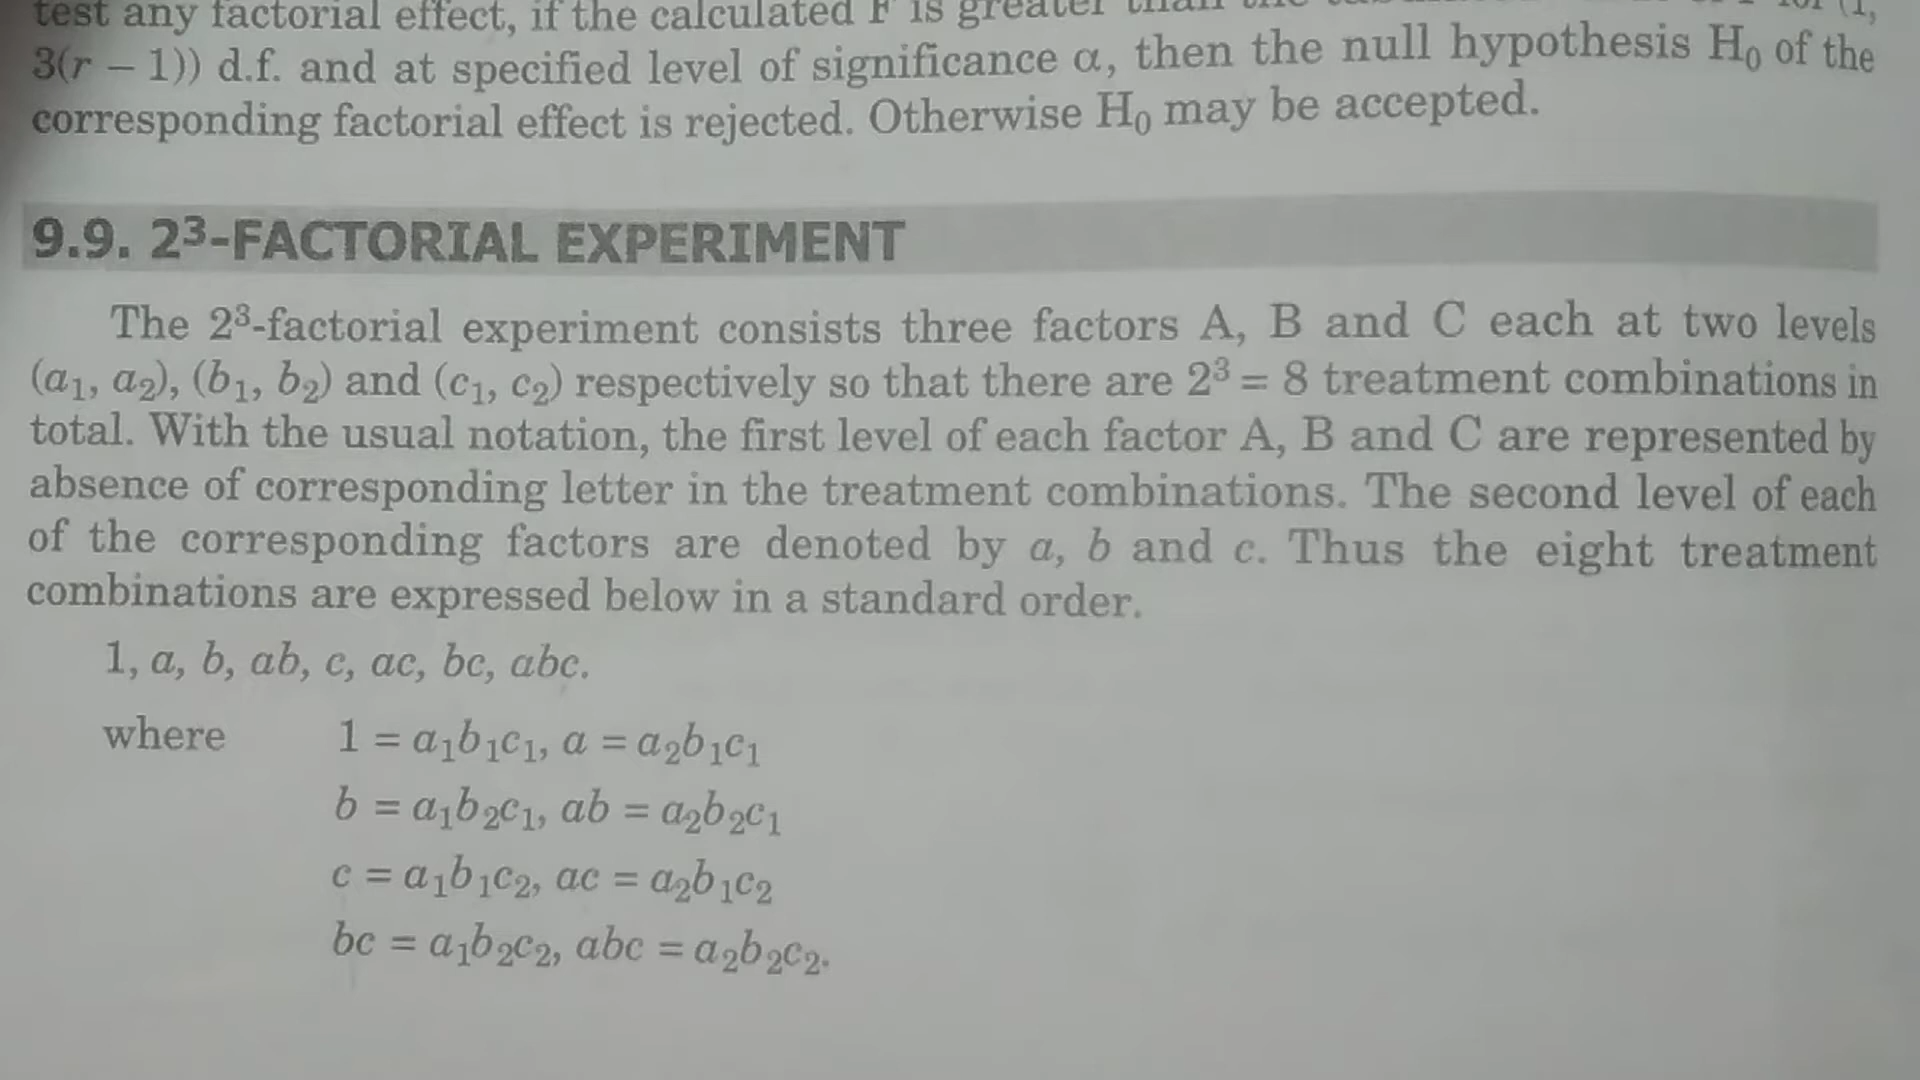 test any factorial effect, if the calculated F is greater than the
3(r – 1)) d.f. and at specified level of significance α, then the null hypothesis H₀ of the
corresponding factorial effect is rejected. Otherwise H₀ may be accepted.
9.9. 2³-FACTORIAL EXPERIMENT
The 2³-factorial experiment consists three factors A, B and C each at two levels
(a₁, a₂), (b₁, b₂) and (c₁, c₂) respectively so that there are 2³ = 8 treatment combinations in
total. With the usual notation, the first level of each factor A, B and C are represented by
absence of corresponding letter in the treatment combinations. The second level of each
of the corresponding factors are denoted by a, b and c. Thus the eight treatment
combinations are expressed below in a standard order.
1, a, b, ab, c, ac, bc, abc.
where 1 = a₁b₁c₁, a = a₂b₁c₁
b = a₁b₂c₁, ab = a₂b₂c₁
c = a₁b₁c₂, ac = a₂b₁c₂
bc = a₁b₂c₂, abc = a₂b₂c₂.